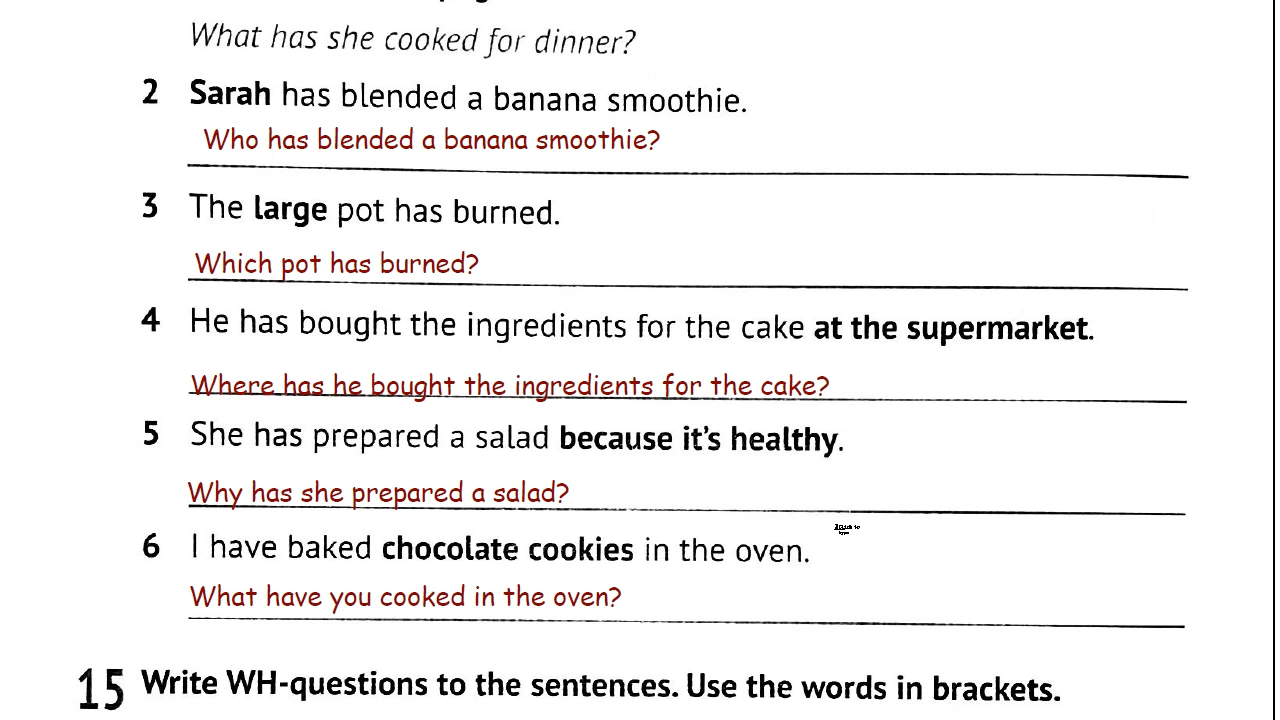 What has she cooked for dinner?
2 Sarah has blended a banana smoothie.
Who has blended a banana smoothie?
3 The large pot has burned.
Which pot has burned?
4 He has bought the ingredients for the cake at the supermarket.
Where has he bought the ingredients for the cake?
5 She has prepared a salad because it's healthy.
Why has she prepared a salad?
6 I have baked chocolate cookies in the oven.
What have you cooked in the oven?
15 Write WH-questions to the sentences. Use the words in brackets.